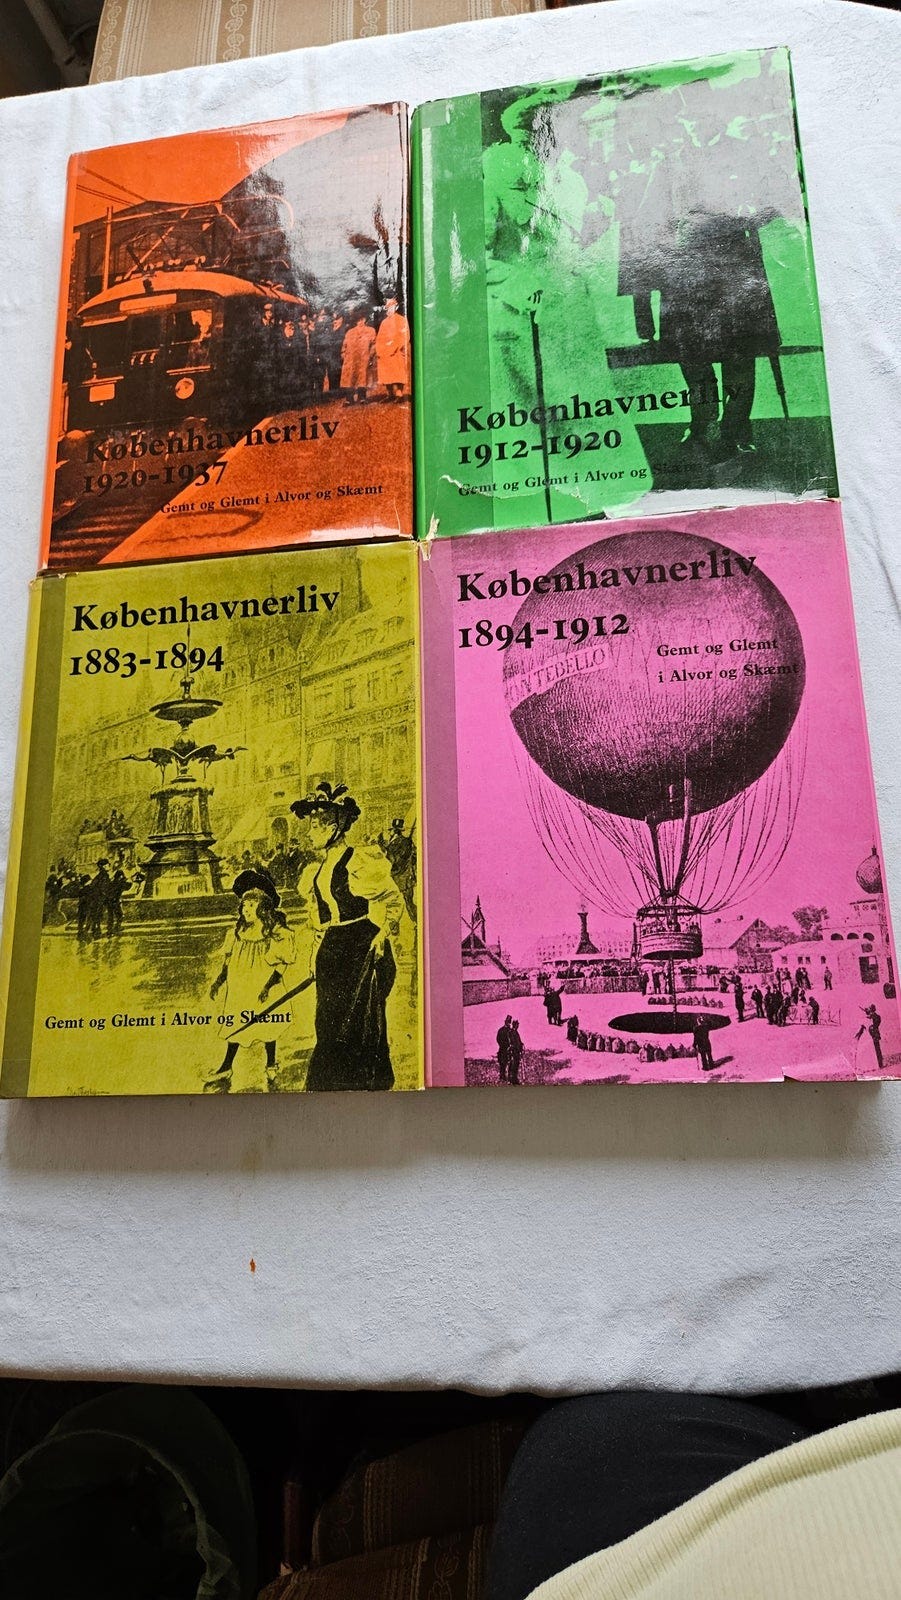 Københavnerliv
1920-1937
Gemt og Glemt i Alvor og Skæmt
Københavnerliv
1912-1920
Gemt og Glemt i Alvor og Skæmt
Københavnerliv
1883-1894
Gemt og Glemt i Alvor og Skæmt
Københavnerliv
1894-1912
Gemt og Glemt
i Alvor og Skæmt